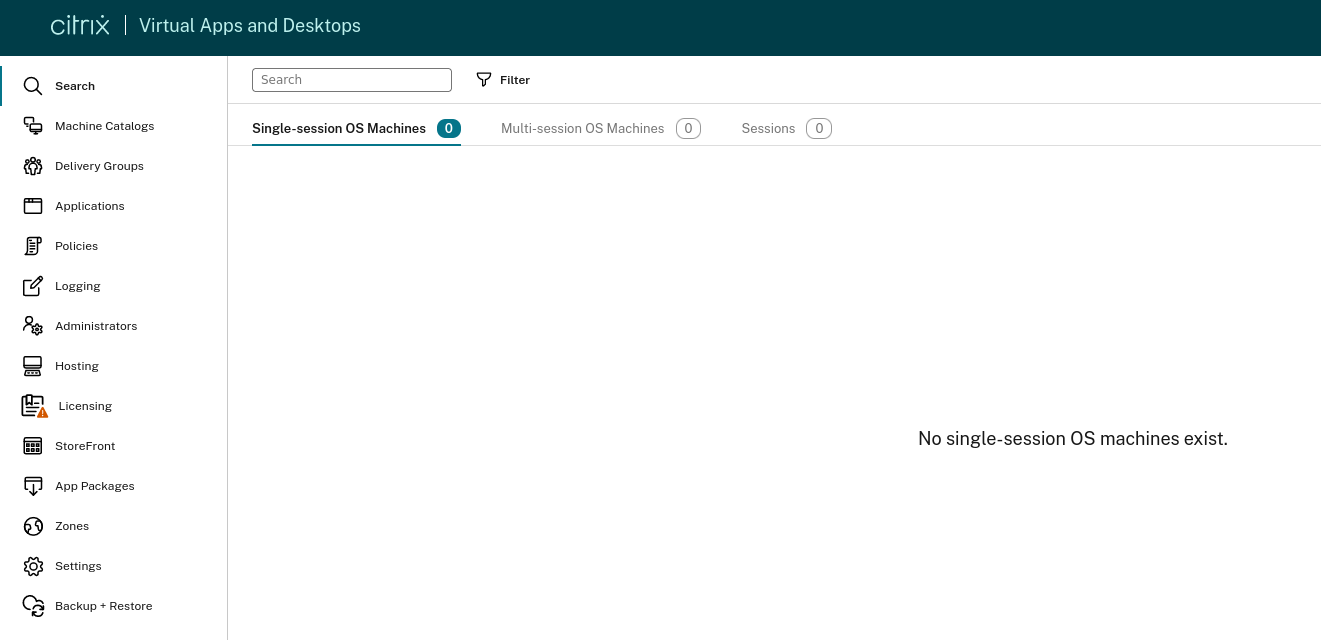 citrix | Virtual Apps and Desktops
Search
Machine Catalogs
Delivery Groups
Applications
Policies
Logging
Administrators
Hosting
Licensing
StoreFront
App Packages
Zones
Settings
Backup + Restore
Search Filter
Single-session OS Machines 0 Multi-session OS Machines 0 Sessions 0
No single-session OS machines exist.